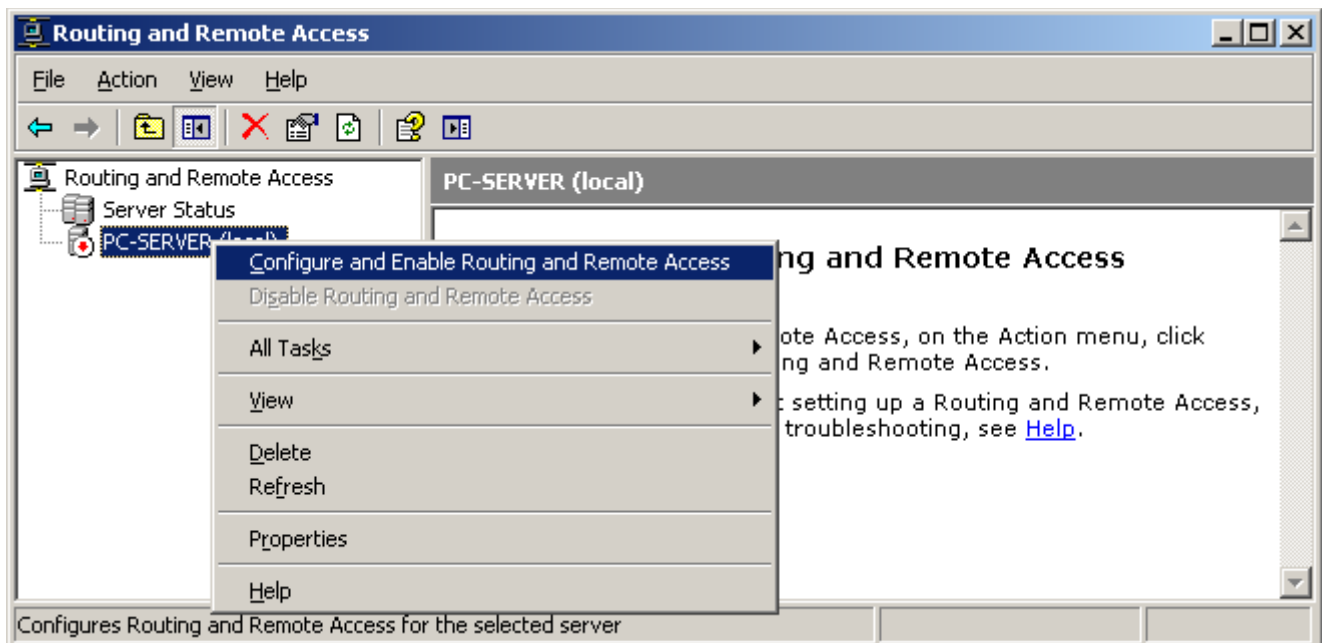 Routing and Remote Access
File Action View Help
Routing and Remote Access
Server Status
PC-SERVER (local)
PC-SERVER (local)
ng and Remote Access
ote Access, on the Action menu, click
ng and Remote Access.
setting up a Routing and Remote Access,
troubleshooting, see Help.
Configure and Enable Routing and Remote Access
Disable Routing and Remote Access
All Tasks
View
Delete
Refresh
Properties
Help
Configures Routing and Remote Access for the selected server